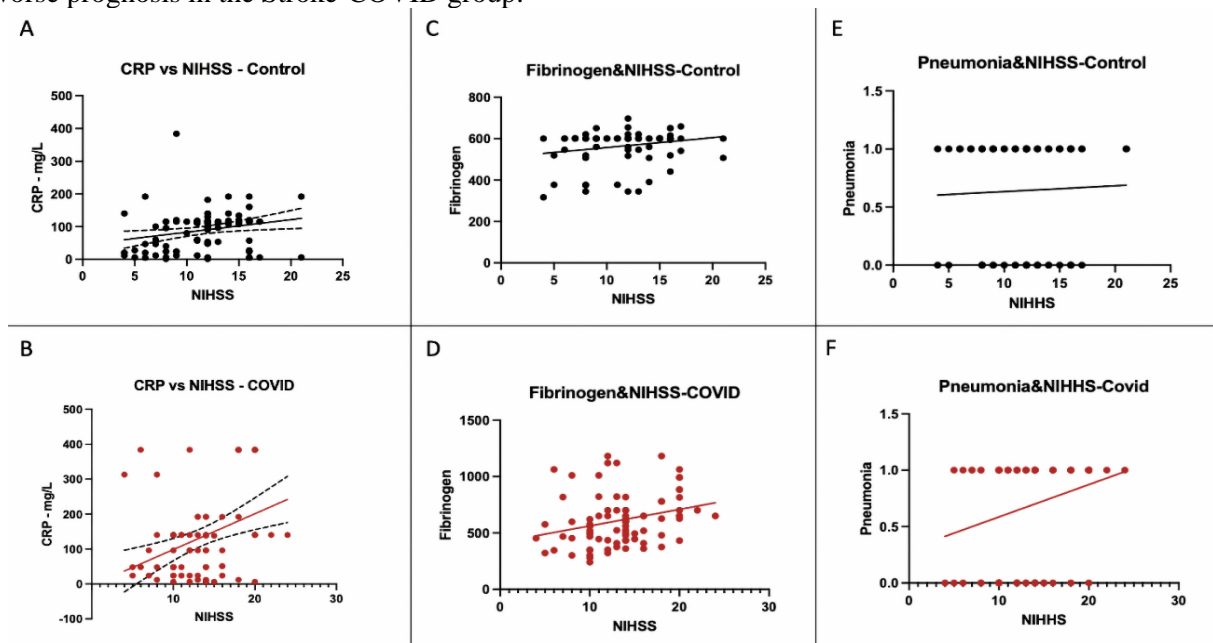 worse prognosis in the Stroke-COVID group.
A
CRP vs NIHSS - Control
500
400
300
200
100
0
CRP - mg/L
0 5 10 15 20 25
NIHSS
C
Fibrinogen&NIHSS-Control
800
600
400
200
0
Fibrinogen
0 5 10 15 20 25
NIHSS
E
Pneumonia&NIHSS-Control
1.5
1.0
0.5
0.0
Pneumonia
0 5 10 15 20 25
NIHHS
B
CRP vs NIHSS - COVID
500
400
300
200
100
0
-100
CRP - mg/L
10 20 30
NIHSS
D
Fibrinogen&NIHSS-COVID
1500
1000
500
0
Fibrinogen
0 10 20 30
NIHSS
F
Pneumonia&NIHHS-Covid
1.5
1.0
0.5
0.0
Pneumonia
0 10 20 30
NIHHS